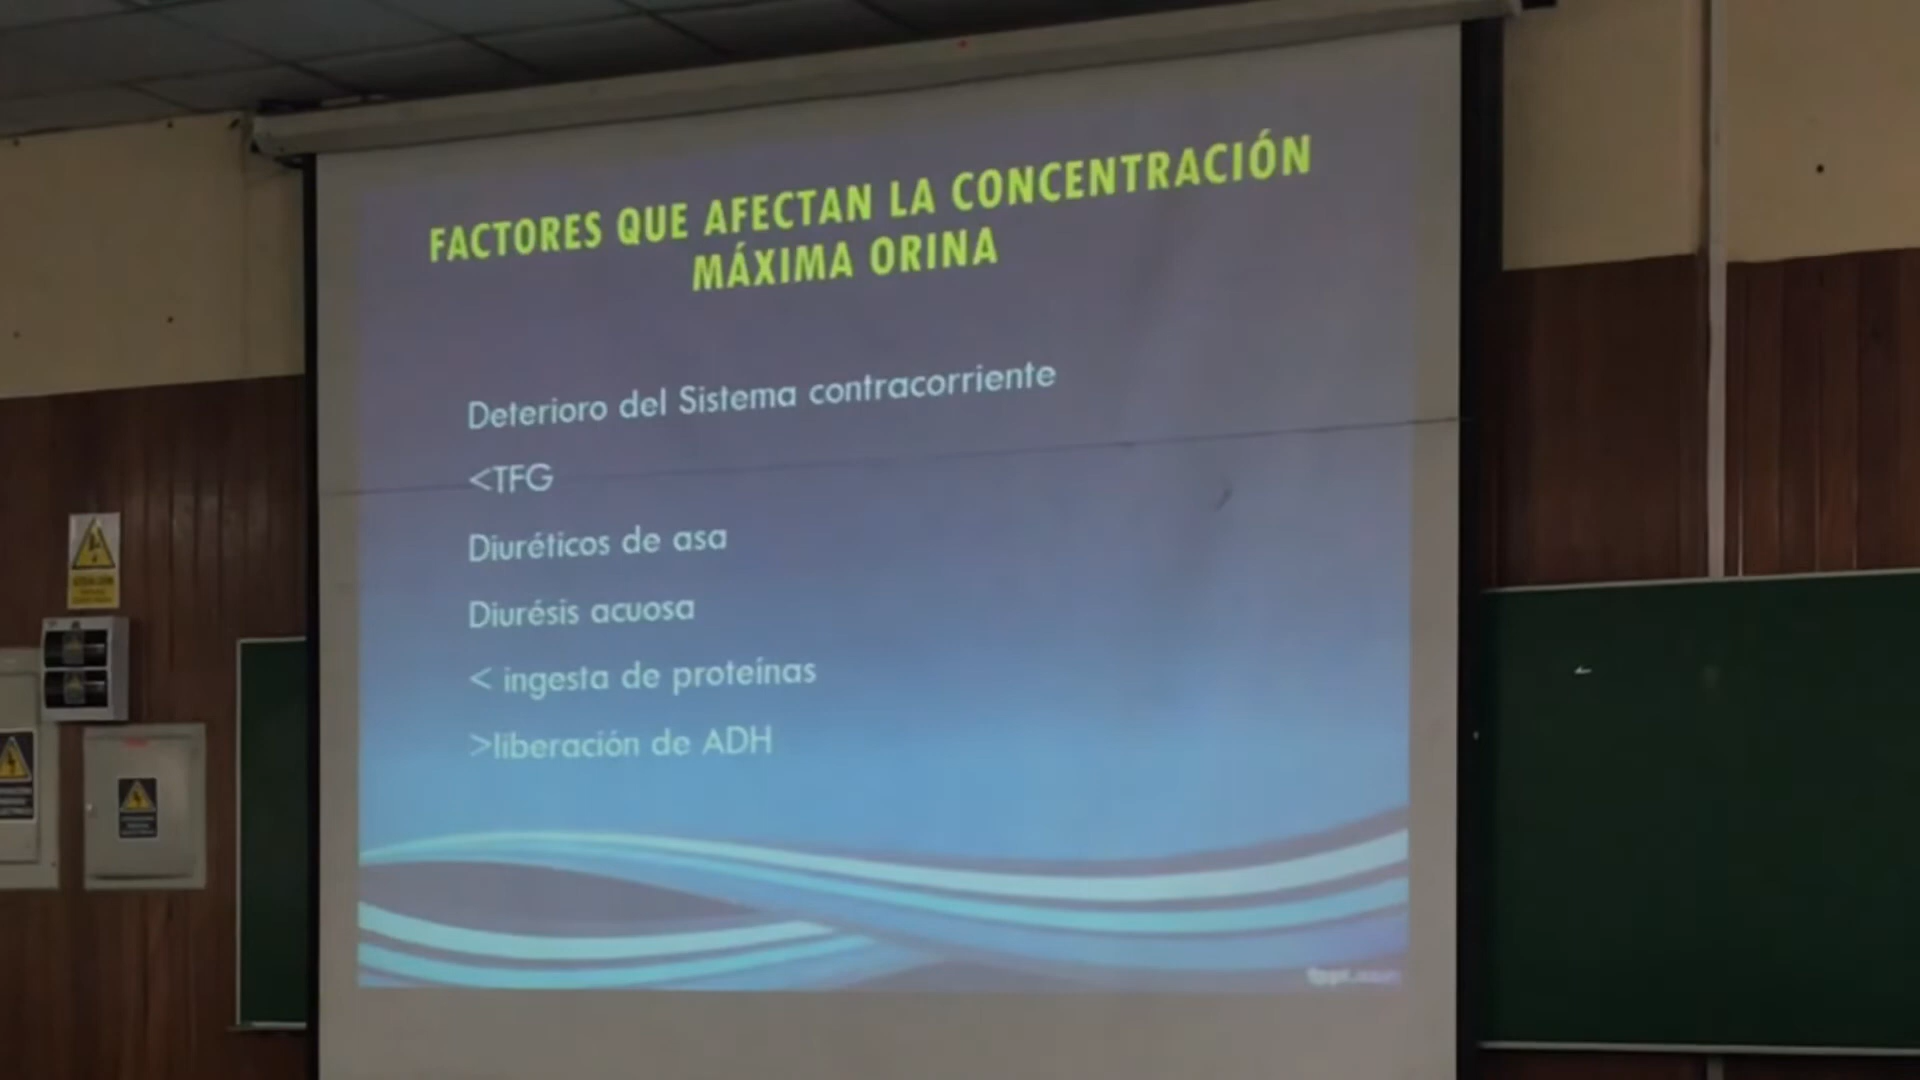 FACTORES QUE AFECTAN LA CONCENTRACIÓN
MÁXIMA ORINA
Deterioro del Sistema contracorriente
<TFG
Diuréticos de asa
Diurésis acuosa
< ingesta de proteínas
>liberación de ADH